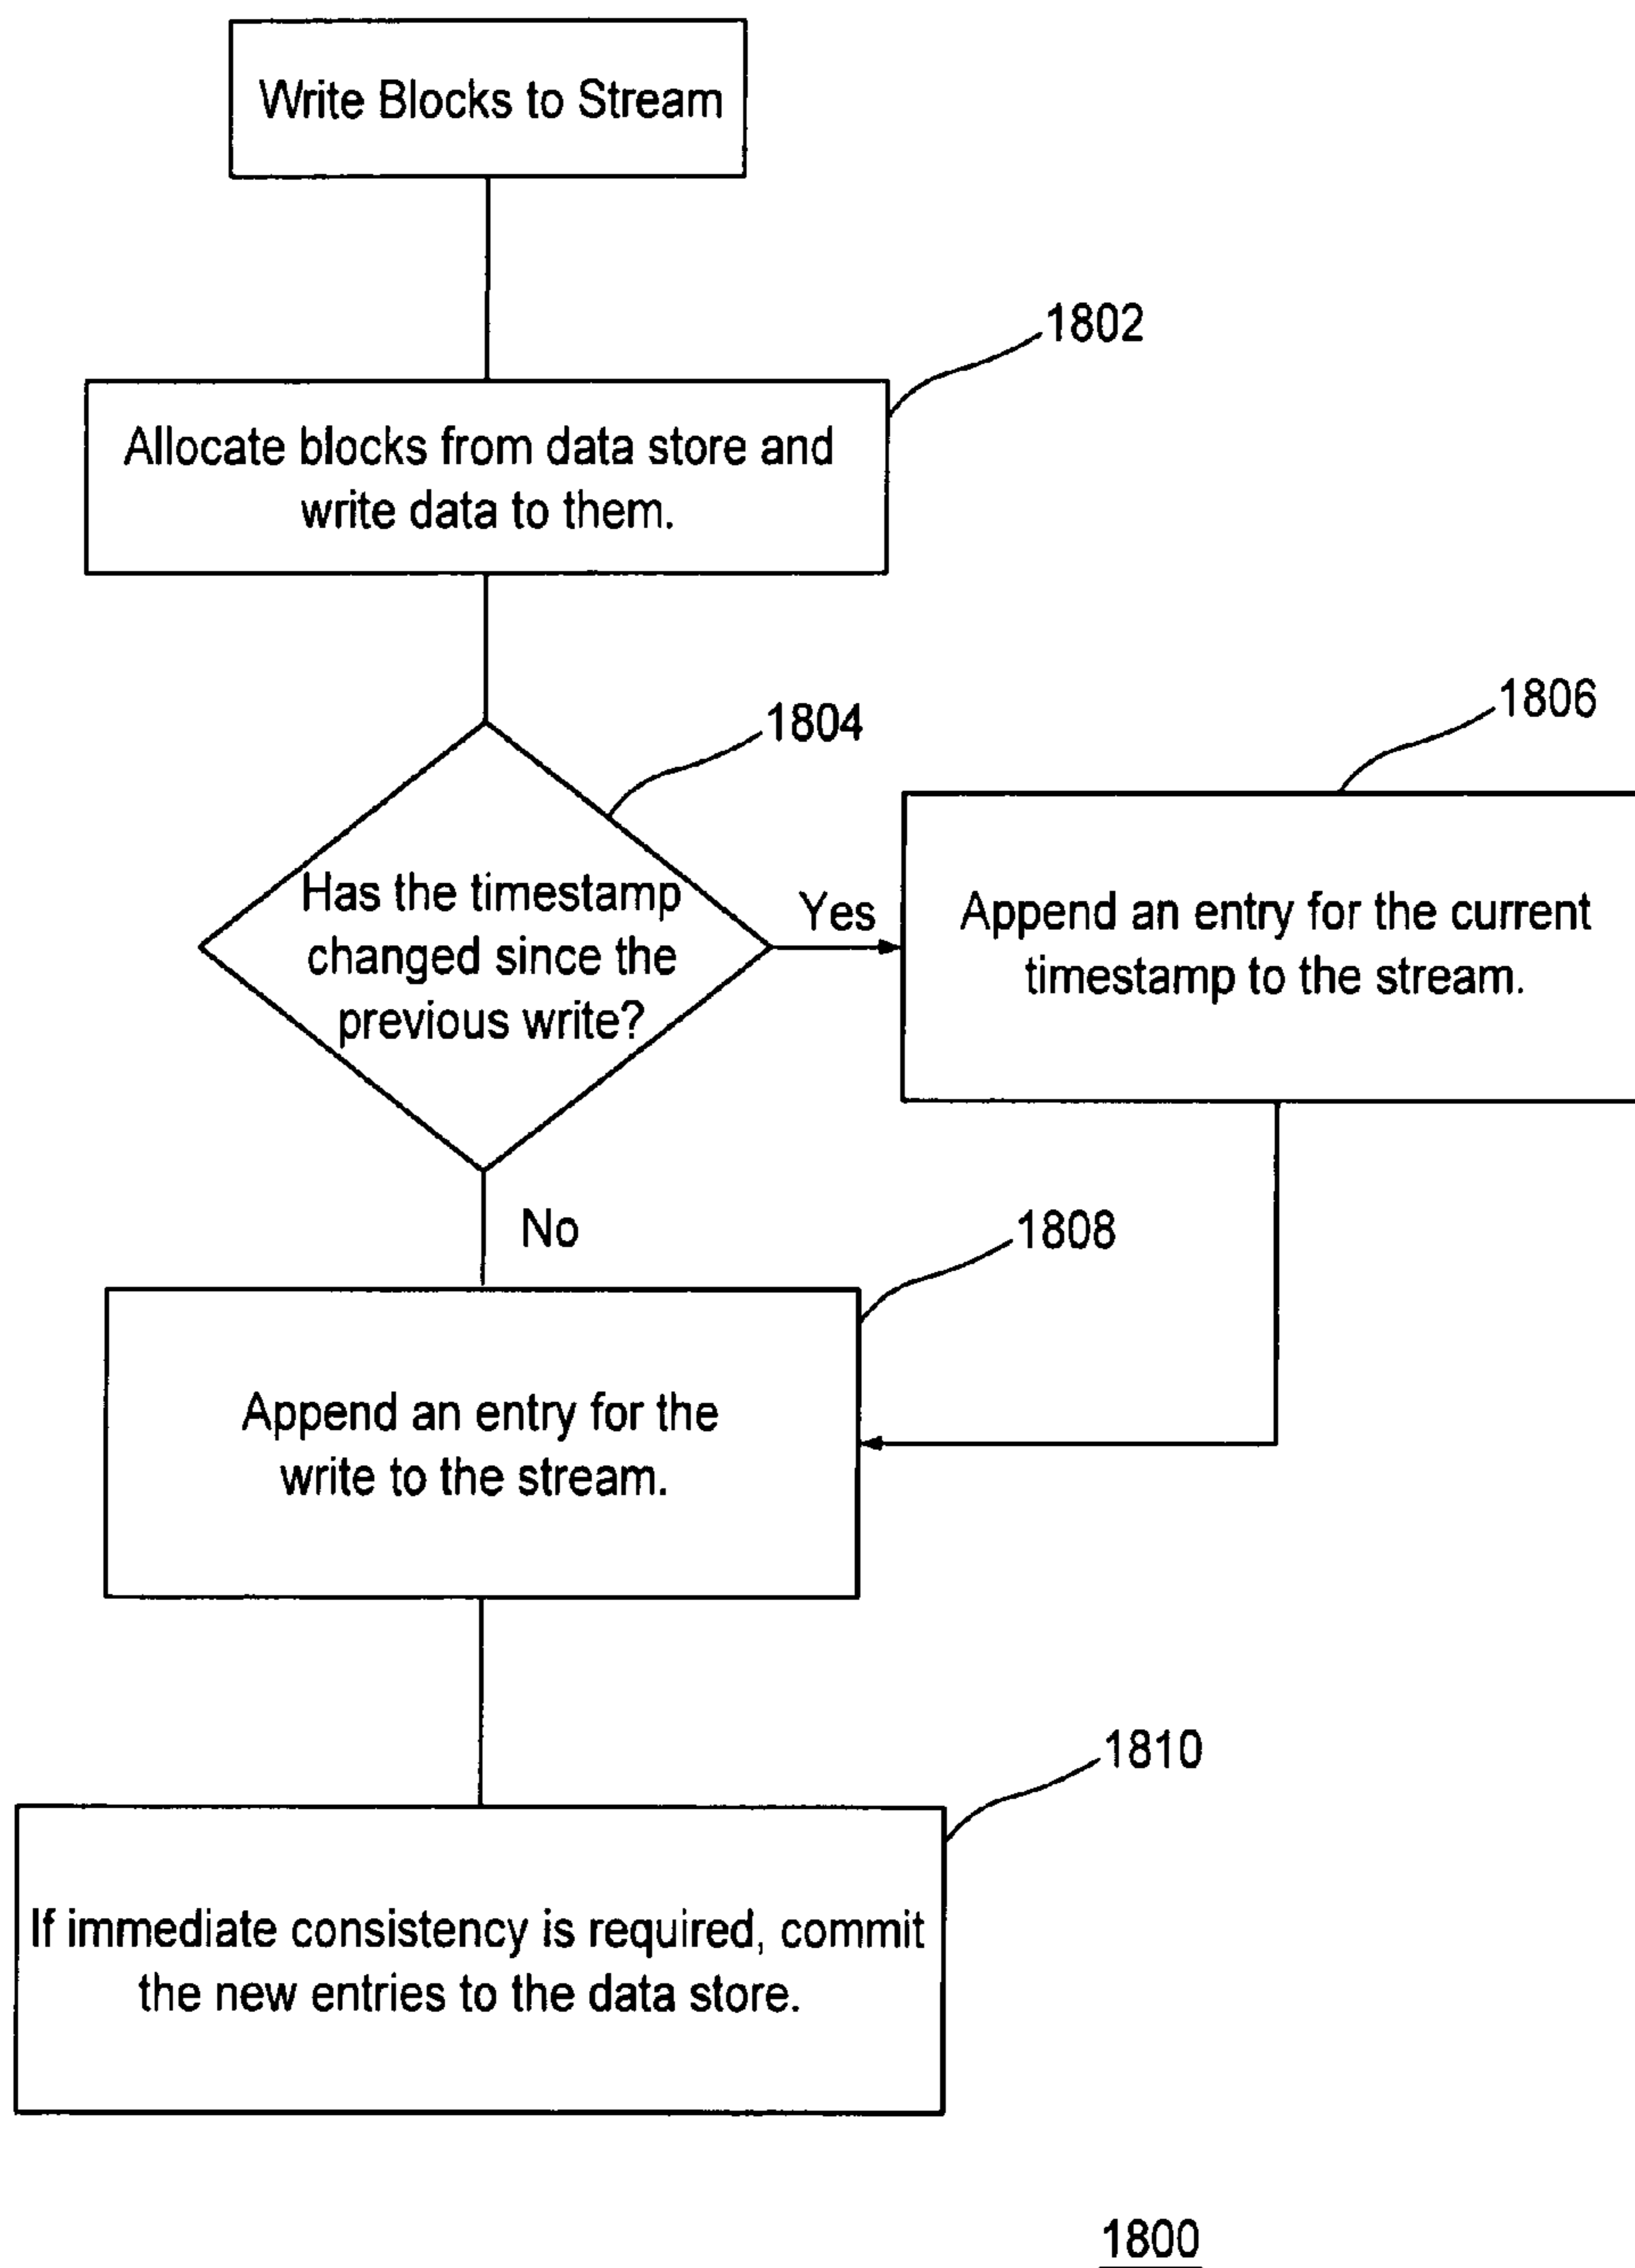 Write Blocks to Stream
1802
Allocate blocks from data store and
write data to them.
1804
1806
Has the timestamp
changed since the
previous write?
Yes
Append an entry for the current
timestamp to the stream.
No
1808
Append an entry for the
write to the stream.
1810
If immediate consistency is required, commit
the new entries to the data store.
1800